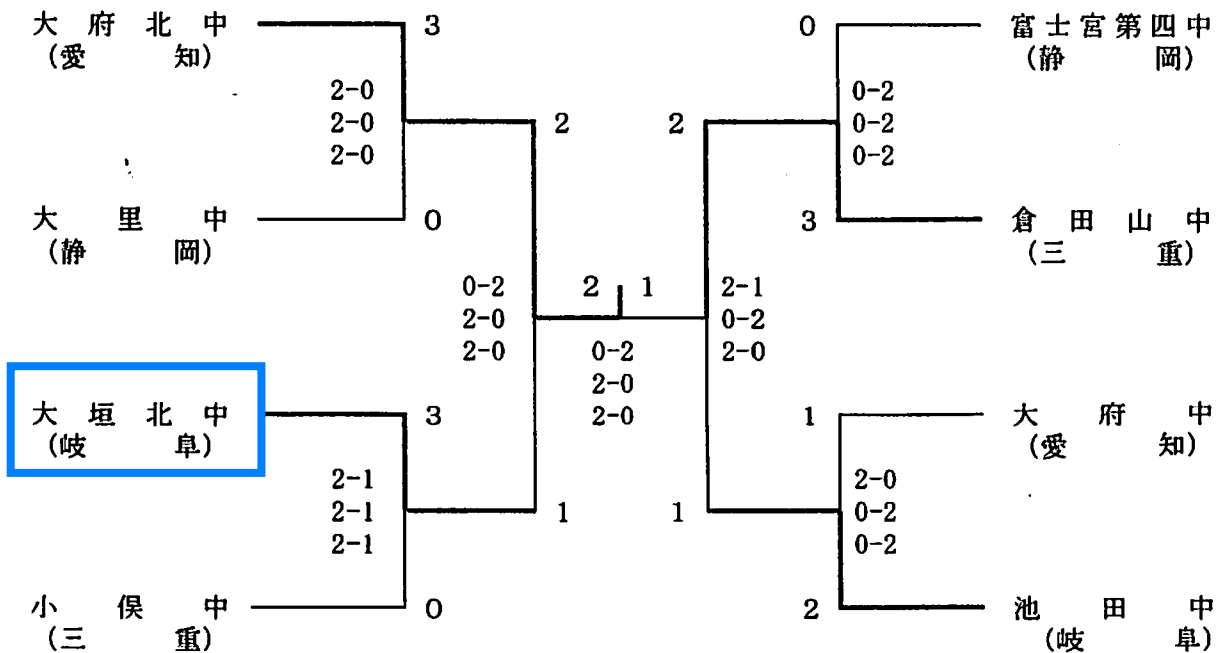 大府北中
(愛知)
3
2-0
2-0
2-0
大里中
(静岡)
0
2
0-2
2-0
2-0
大垣北中
(岐阜)
3
2-1
2-1
2-1
小俣中
(三重)
0
1
2 1
0-2
2-0
2-0
0
富士宮第四中
(静岡)
0-2
0-2
0-2
3
倉田山中
(三重)
2
2-1
0-2
2-0
1
大府中
(愛知)
2-0
0-2
0-2
2
池田中
(岐阜)
1